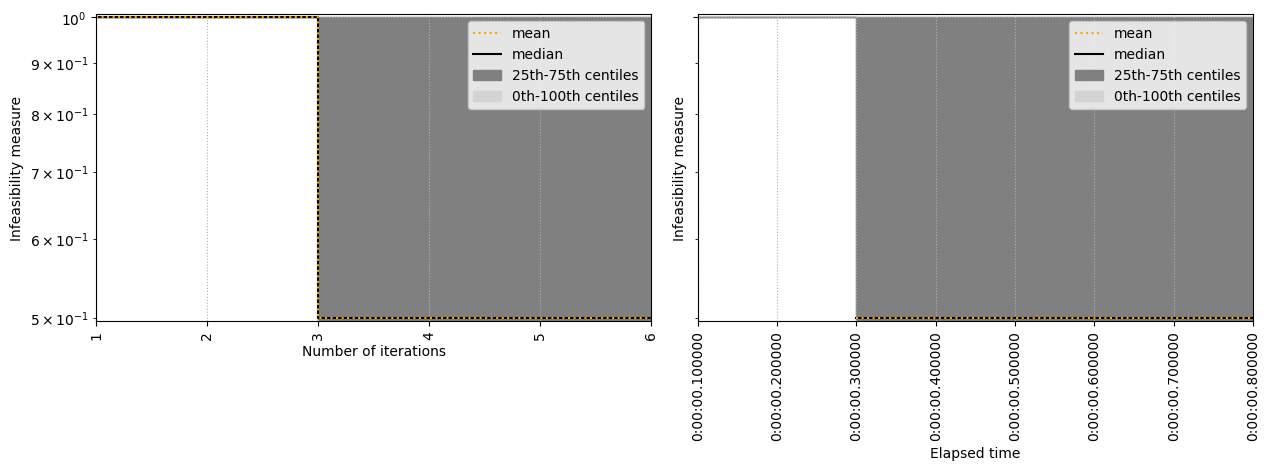 10⁰
9 × 10⁻¹
8 × 10⁻¹
7 × 10⁻¹
6 × 10⁻¹
5 × 10⁻¹
Infeasibility measure
mean
median
25th-75th centiles
0th-100th centiles
1
2
3
4
5
6
Number of iterations
Infeasibility measure
mean
median
25th-75th centiles
0th-100th centiles
0:00:00.100000
0:00:00.200000
0:00:00.300000
0:00:00.400000
0:00:00.500000
0:00:00.600000
0:00:00.700000
0:00:00.800000
Elapsed time